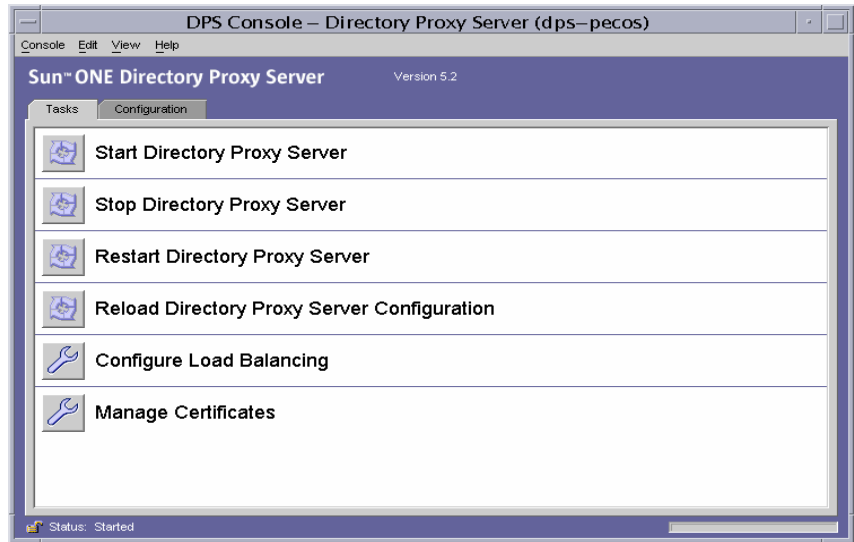 DPS Console – Directory Proxy Server (dps–pecos)
Console Edit View Help
Sun™ ONE Directory Proxy Server Version 5.2
Tasks Configuration
Start Directory Proxy Server
Stop Directory Proxy Server
Restart Directory Proxy Server
Reload Directory Proxy Server Configuration
Configure Load Balancing
Manage Certificates
Status: Started